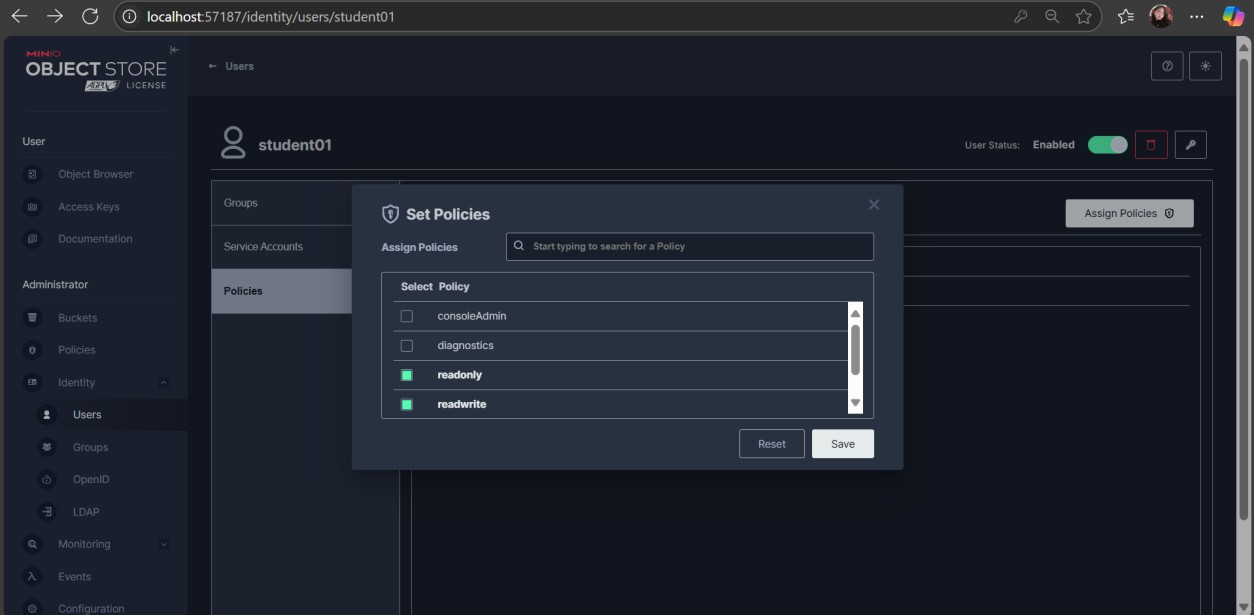 localhost:57187/identity/users/student01
MINIO
OBJECT STORE
AGPLv3 LICENSE
← Users
User
Object Browser
Access Keys
Documentation
Administrator
Buckets
Policies
Identity
Users
Groups
OpenID
LDAP
Monitoring
Events
Configuration
student01
User Status: Enabled
Groups
Service Accounts
Policies
Assign Policies
Set Policies
Assign Policies Start typing to search for a Policy
Select Policy
consoleAdmin
diagnostics
readonly
readwrite
Reset Save